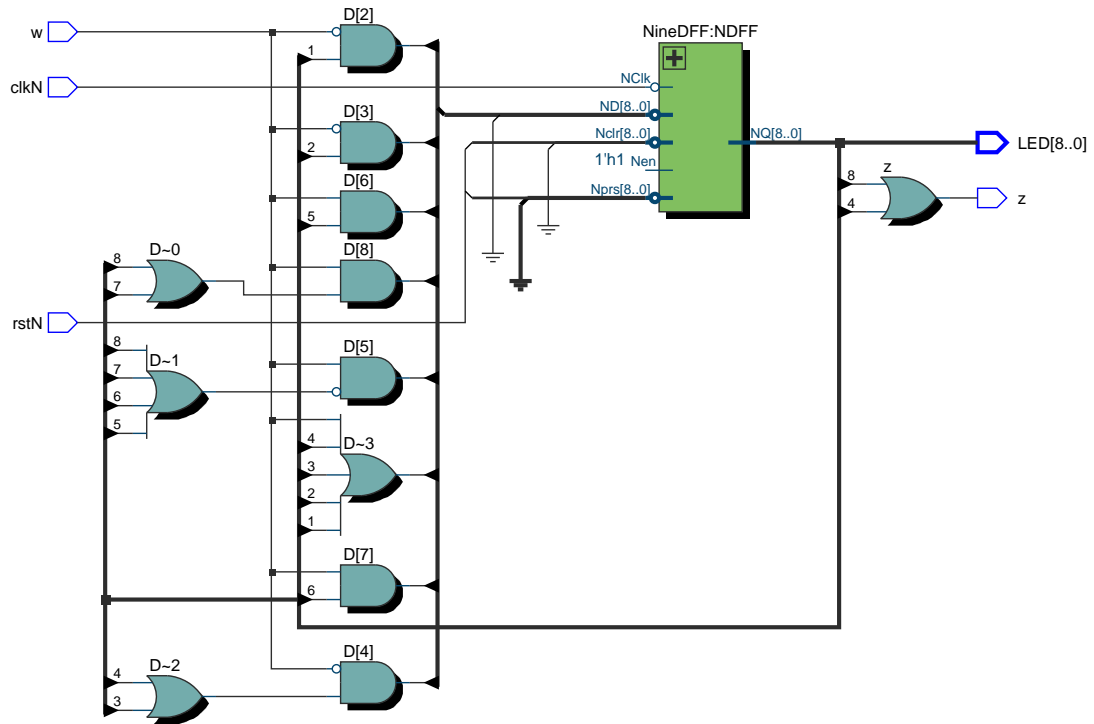 D[2]
w
NineDFF:NDFF
1
NClk
clkN
ND[8..0]
D[3]
Nclr[8..0]
NQ[8..0]
LED[8..0]
2
1'h1
Nen
z
D[6]
8
Nprs[8..0]
z
4
5
D~0
D[8]
8
7
rstN
8
D~1
D[5]
7
6
5
4
D~3
3
2
1
D[7]
6
D[4]
D~2
4
3